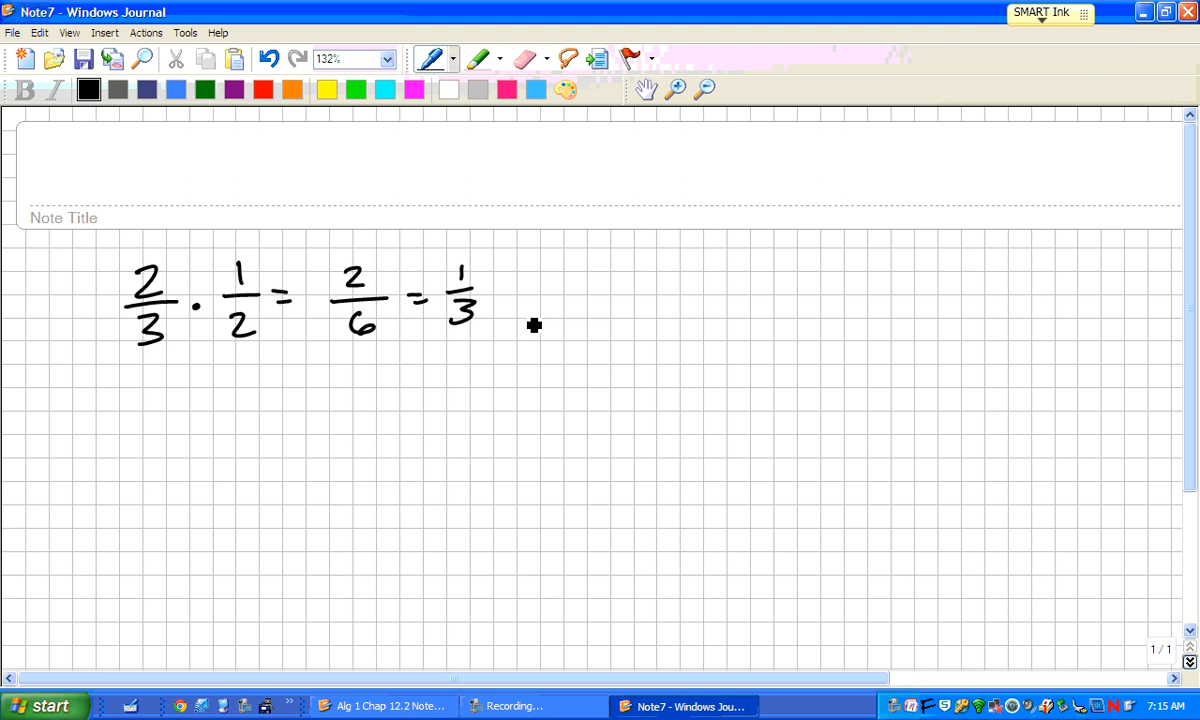 Note7 - Windows Journal
SMART Ink
File Edit View Insert Actions Tools Help
132%
B I
Note Title
2/3 · 1/2 = 2/6 = 1/3
1 / 1
start
Alg 1 Chap 12.2 Note...
Recording...
Note7 - Windows Jou...
7:15 AM